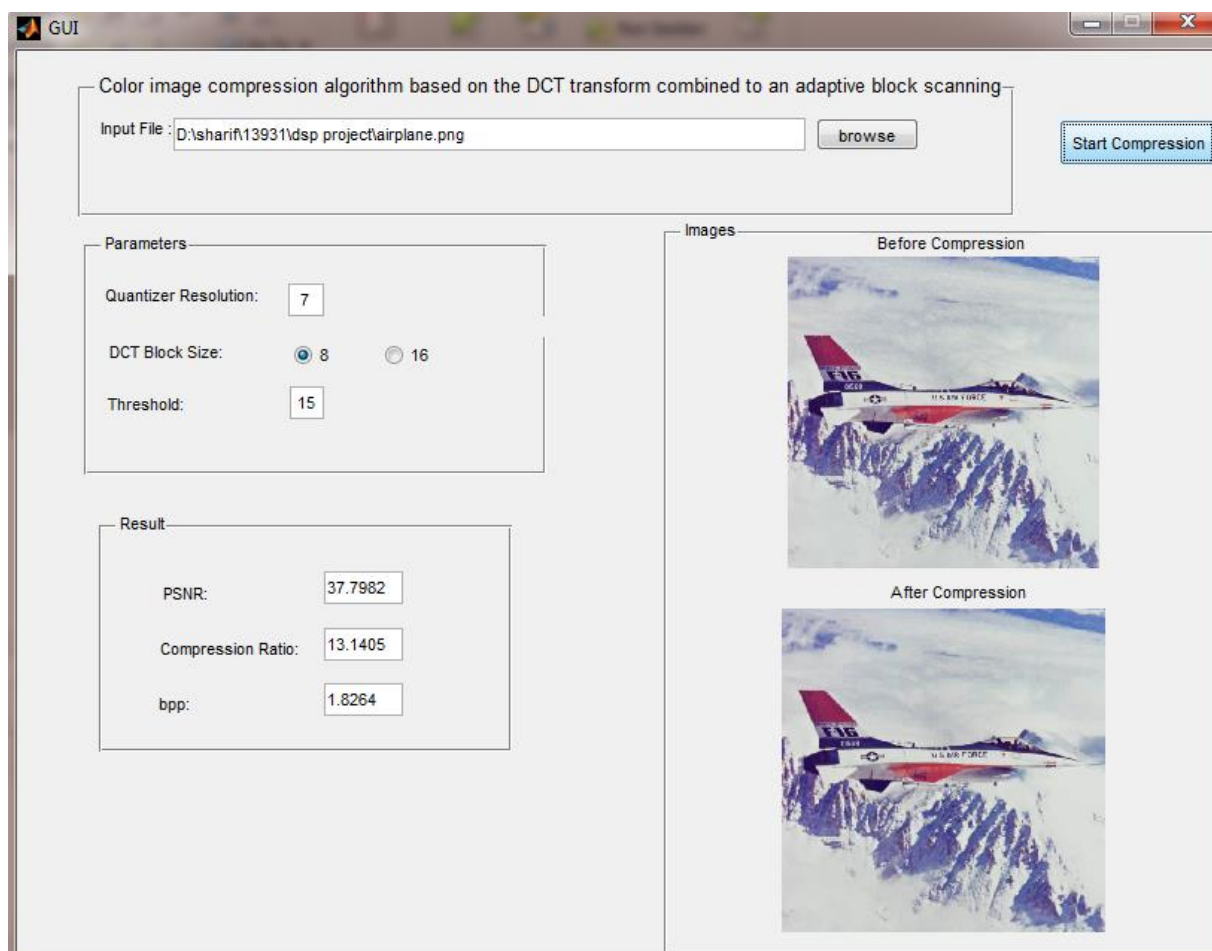 GUI
Color image compression algorithm based on the DCT transform combined to an adaptive block scanning
Input File : D:\sharif\13931\dsp project\airplane.png browse
Start Compression
Parameters
Quantizer Resolution: 7
DCT Block Size: 8 16
Threshold: 15
Result
PSNR: 37.7982
Compression Ratio: 13.1405
bpp: 1.8264
Images
Before Compression
F16
U.S. AIR FORCE
After Compression
F16
U.S. AIR FORCE